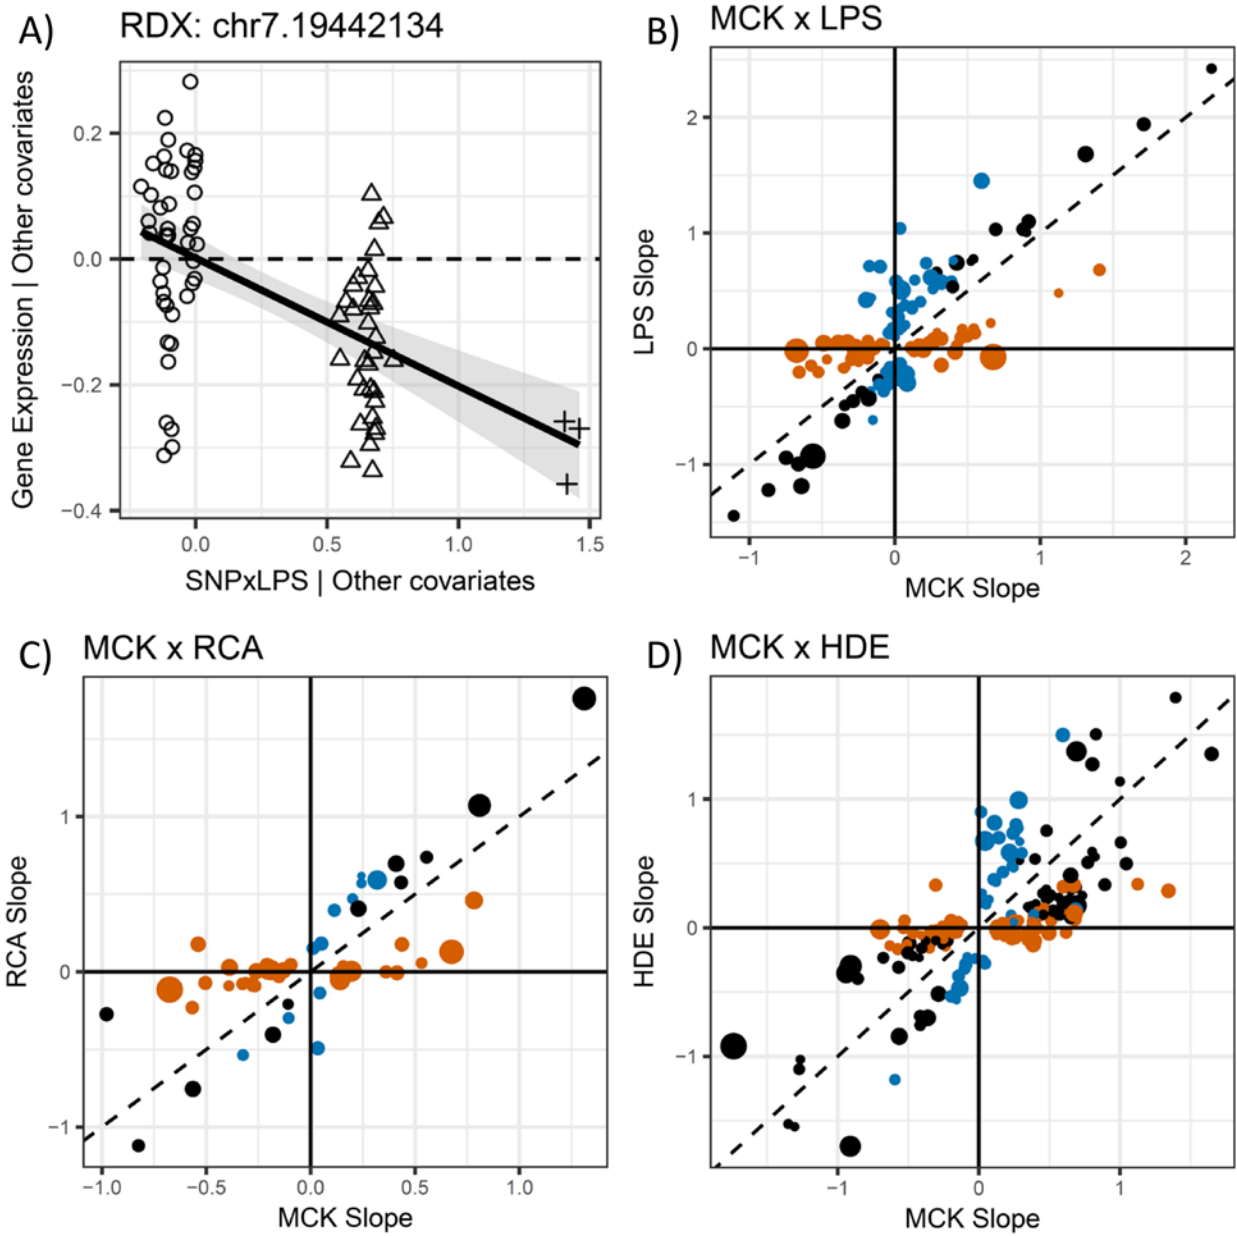 A)
RDX: chr7.19442134
Gene Expression | Other covariates
0.2
0.0
−0.2
−0.4
0.0 0.5 1.0 1.5
SNPxLPS | Other covariates
B)
MCK x LPS
LPS Slope
2
1
0
−1
−1 0 1 2
MCK Slope
C)
MCK x RCA
RCA Slope
1
0
−1
−1.0 −0.5 0.0 0.5 1.0
MCK Slope
D)
MCK x HDE
HDE Slope
1
0
−1
−1 0 1
MCK Slope